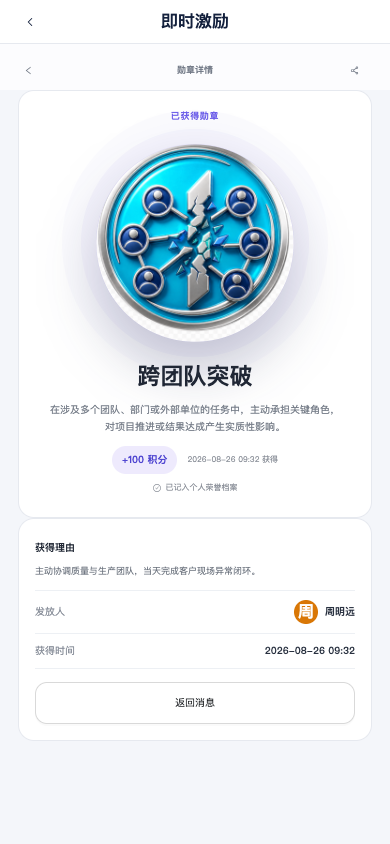 即时激励
勋章详情
已获得勋章
跨团队突破
在涉及多个团队、部门或外部单位的任务中，主动承担关键角色，
对项目推进或结果达成产生实质性影响。
+100 积分
2026-08-26 09:32 获得
已记入个人荣誉档案
获得理由
主动协调质量与生产团队，当天完成客户现场异常闭环。
发放人
周 周明远
获得时间
2026-08-26 09:32
返回消息